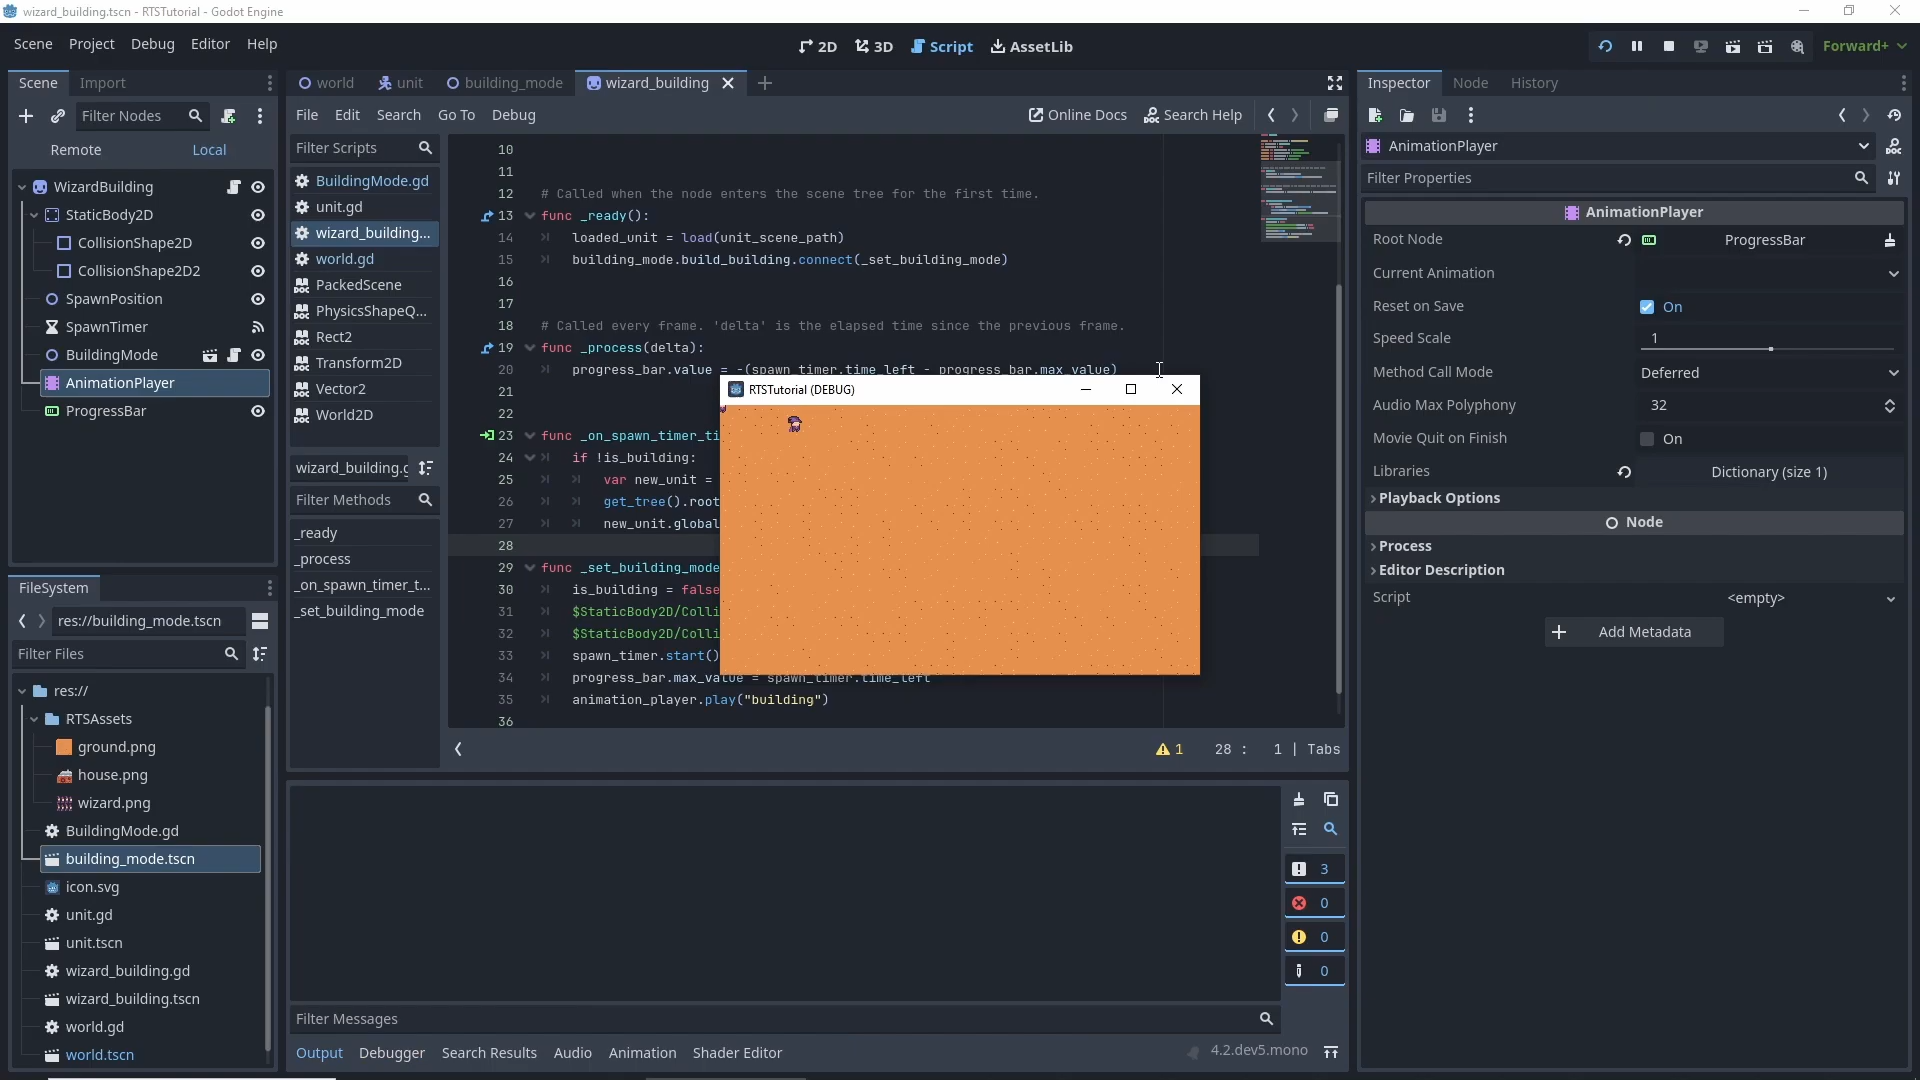 wizard_building.tscn - RTSTutorial - Godot Engine
Scene Project Debug Editor Help
2D 3D Script AssetLib
Forward+
Scene Import
world unit building_mode wizard_building
Inspector Node History
Filter Nodes
File Edit Search Go To Debug
Online Docs Search Help
Remote Local
Filter Scripts
AnimationPlayer
Filter Properties
WizardBuilding
StaticBody2D
CollisionShape2D
CollisionShape2D2
SpawnPosition
SpawnTimer
BuildingMode
AnimationPlayer
ProgressBar
BuildingMode.gd
unit.gd
wizard_building...
world.gd
PackedScene
PhysicsShapeQ...
Rect2
Transform2D
Vector2
World2D
wizard_building.g
Filter Methods
_ready
_process
_on_spawn_timer_t...
_set_building_mode
10
11
12 # Called when the node enters the scene tree for the first time.
13 func _ready():
14 loaded_unit = load(unit_scene_path)
15 building_mode.build_building.connect(_set_building_mode)
16
17
18 # Called every frame. 'delta' is the elapsed time since the previous frame.
19 func _process(delta):
20 progress_bar.value = -(spawn_timer.time_left - progress_bar.max_value)
21
22
23 func _on_spawn_timer_ti
24 if !is_building:
25 var new_unit =
26 get_tree().root
27 new_unit.global
28
29 func _set_building_mode
30 is_building = false
31 $StaticBody2D/Colli
32 $StaticBody2D/Colli
33 spawn_timer.start()
34 progress_bar.max_value = spawn_timer.time_left
35 animation_player.play("building")
36
RTSTutorial (DEBUG)
1 28 : 1 | Tabs
AnimationPlayer
Root Node ProgressBar
Current Animation
Reset on Save On
Speed Scale 1
Method Call Mode Deferred
Audio Max Polyphony 32
Movie Quit on Finish On
Libraries Dictionary (size 1)
Playback Options
Node
Process
Editor Description
Script <empty>
Add Metadata
FileSystem
res://building_mode.tscn
Filter Files
res://
RTSAssets
ground.png
house.png
wizard.png
BuildingMode.gd
building_mode.tscn
icon.svg
unit.gd
unit.tscn
wizard_building.gd
wizard_building.tscn
world.gd
world.tscn
3
0
0
0
Filter Messages
Output Debugger Search Results Audio Animation Shader Editor
4.2.dev5.mono